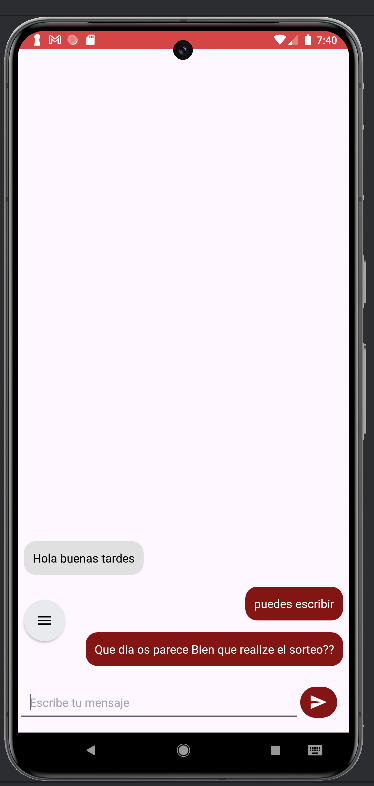 7:40
Hola buenas tardes
puedes escribir
Que dia os parece Bien que realize el sorteo??
Escribe tu mensaje